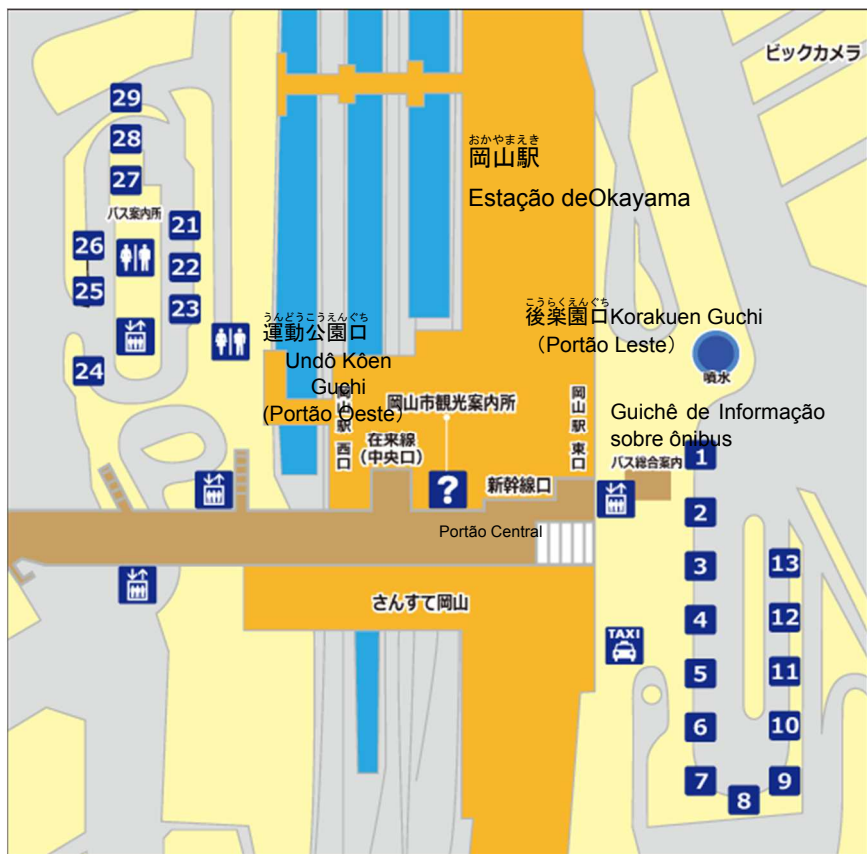 ビックカメラ
29
28
27
バス案内所
21
26
22
25
23
24
おかやまえき
岡山駅
Estação deOkayama
うんどうこうえんぐち
運動公園口
Undô Kôen
Guchi
(Portão Oeste)
岡山駅 西口
在来線
(中央口)
岡山市観光案内所
?
新幹線口
岡山駅 東口
こうらくえんぐち
後楽園口Korakuen Guchi
(Portão Leste)
噴水
Guichê de Informação
sobre ônibus
バス総合案内
Portão Central
さんすて岡山
TAXI
1
2
3
4
5
6
7
8
9
10
11
12
13